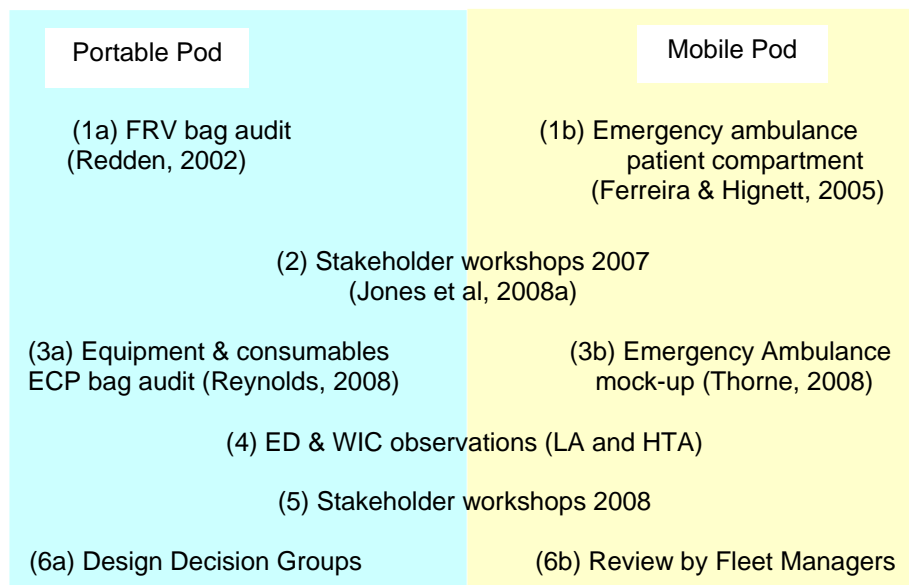 Portable Pod
Mobile Pod
(1a) FRV bag audit
(Redden, 2002)
(1b) Emergency ambulance
patient compartment
(Ferreira & Hignett, 2005)
(2) Stakeholder workshops 2007
(Jones et al, 2008a)
(3a) Equipment & consumables
ECP bag audit (Reynolds, 2008)
(3b) Emergency Ambulance
mock-up (Thorne, 2008)
(4) ED & WIC observations (LA and HTA)
(5) Stakeholder workshops 2008
(6a) Design Decision Groups
(6b) Review by Fleet Managers